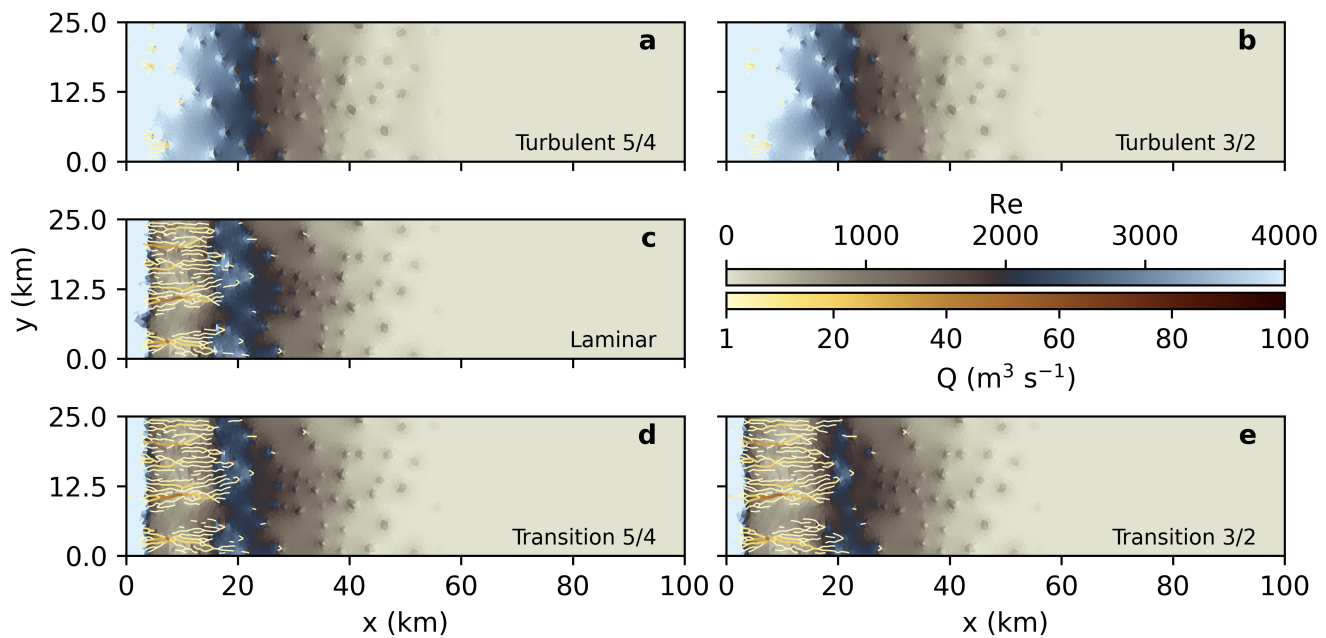 25.0
12.5
0.0
a
Turbulent 5/4
b
Turbulent 3/2
y (km)
25.0
12.5
0.0
c
Laminar
Re
0 1000 2000 3000 4000
1 20 40 60 80 100
Q (m³ s⁻¹)
25.0
12.5
0.0
d
Transition 5/4
e
Transition 3/2
0 20 40 60 80 100
x (km)
0 20 40 60 80 100
x (km)